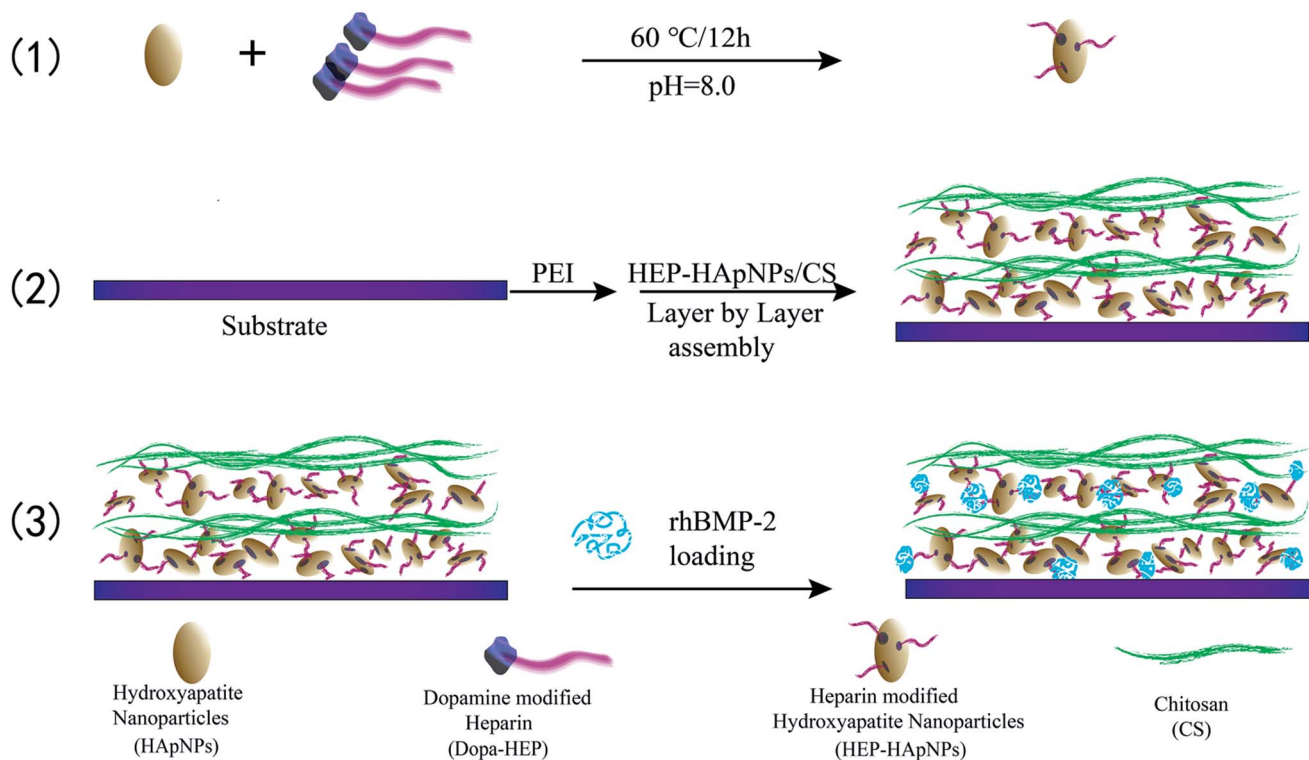 (1)
+
60 ℃/12h
pH=8.0
(2)
Substrate
PEI
HEP-HApNPs/CS
Layer by Layer
assembly
(3)
rhBMP-2
loading
Hydroxyapatite
Nanoparticles
(HApNPs)
Dopamine modified
Heparin
(Dopa-HEP)
Heparin modified
Hydroxyapatite Nanoparticles
(HEP-HApNPs)
Chitosan
(CS)